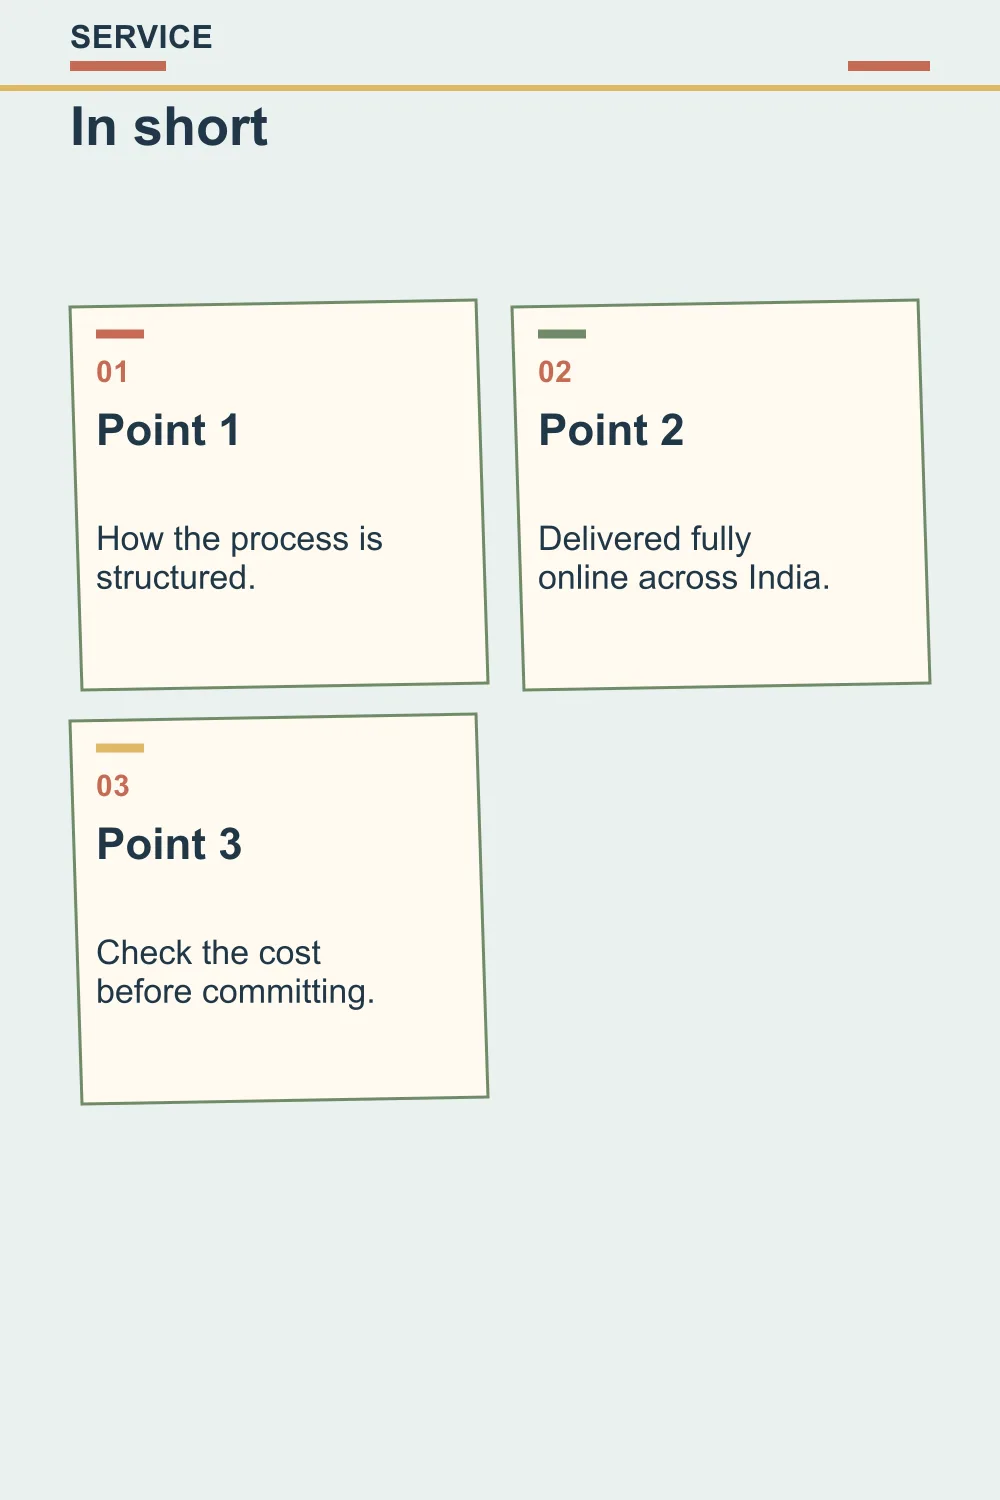 SERVICE
In short
01
Point 1
How the process is
structured.
02
Point 2
Delivered fully
online across India.
03
Point 3
Check the cost
before committing.